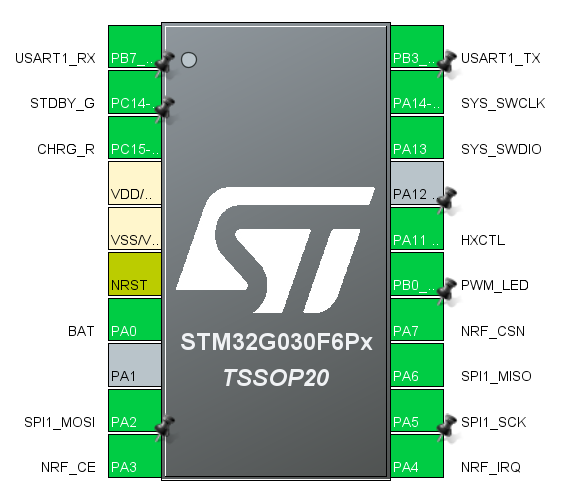 USART1_RX PB7_.. PB3_.. USART1_TX
STDBY_G PC14-.. PA14-.. SYS_SWCLK
CHRG_R PC15-.. PA13 SYS_SWDIO
VDD/.. PA12 ..
VSS/V.. PA11 .. HXCTL
NRST PB0_.. PWM_LED
BAT PA0 PA7 NRF_CSN
STM32G030F6Px
PA1 PA6 SPI1_MISO
TSSOP20
SPI1_MOSI PA2 PA5 SPI1_SCK
NRF_CE PA3 PA4 NRF_IRQ